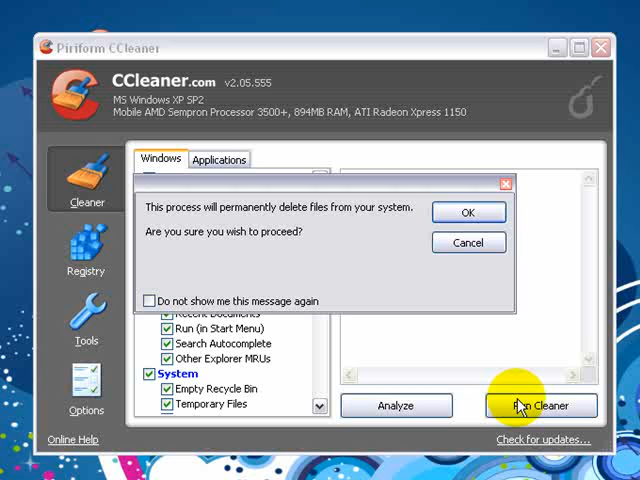 Piriform CCleaner
CCleaner.com v2.05.555
MS Windows XP SP2
Mobile AMD Sempron Processor 3500+, 894MB RAM, ATI Radeon Xpress 1150
Cleaner
Registry
Tools
Options
Windows
Applications
This process will permanently delete files from your system.
Are you sure you wish to proceed?
OK
Cancel
Do not show me this message again
Recent Documents
Run (in Start Menu)
Search Autocomplete
Other Explorer MRUs
System
Empty Recycle Bin
Temporary Files
Analyze
Run Cleaner
Online Help
Check for updates...